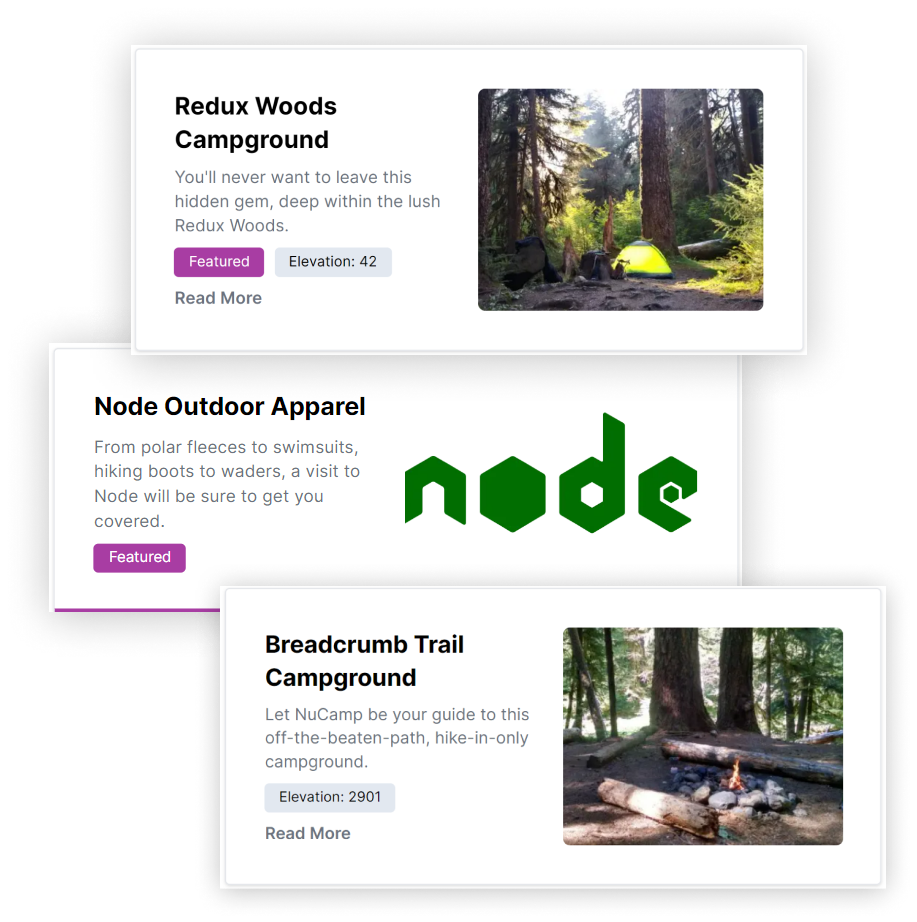 Redux Woods
Campground
You'll never want to leave this
hidden gem, deep within the lush
Redux Woods.
Featured Elevation: 42
Read More
Node Outdoor Apparel
From polar fleeces to swimsuits,
hiking boots to waders, a visit to
Node will be sure to get you
covered.
Featured
node
Breadcrumb Trail
Campground
Let NuCamp be your guide to this
off-the-beaten-path, hike-in-only
campground.
Elevation: 2901
Read More